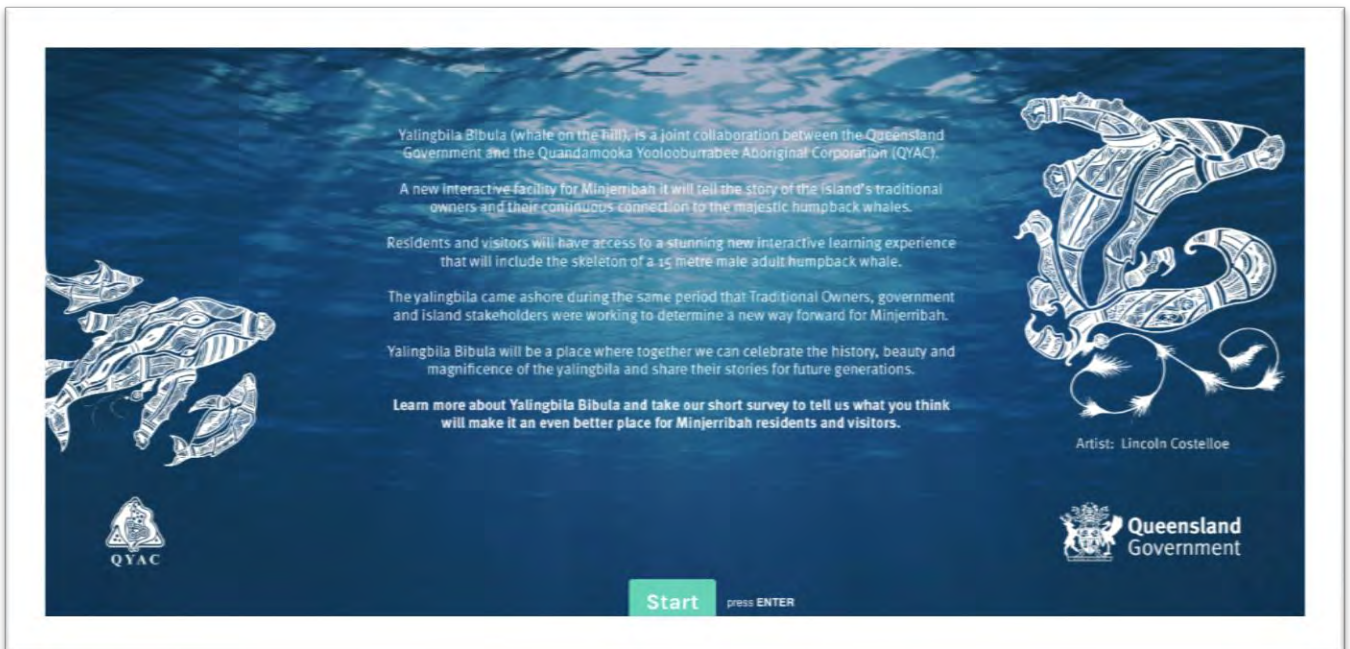 Yalingbila Bibula (whale on the hill), is a joint collaboration between the Queensland
Government and the Quandamooka Yoolooburrabee Aboriginal Corporation (QYAC).
A new interactive facility for Minjerribah it will tell the story of the island's traditional
owners and their continuous connection to the majestic humpback whales.
Residents and visitors will have access to a stunning new interactive learning experience
that will include the skeleton of a 15 metre male adult humpback whale.
The yalingbila came ashore during the same period that Traditional Owners, government
and island stakeholders were working to determine a new way forward for Minjerribah.
Yalingbila Bibula will be a place where together we can celebrate the history, beauty and
magnificence of the yalingbila and share their stories for future generations.
Learn more about Yalingbila Bibula and take our short survey to tell us what you think
will make it an even better place for Minjerribah residents and visitors.
Artist: Lincoln Costelloe
QYAC
Queensland
Government
Start press ENTER